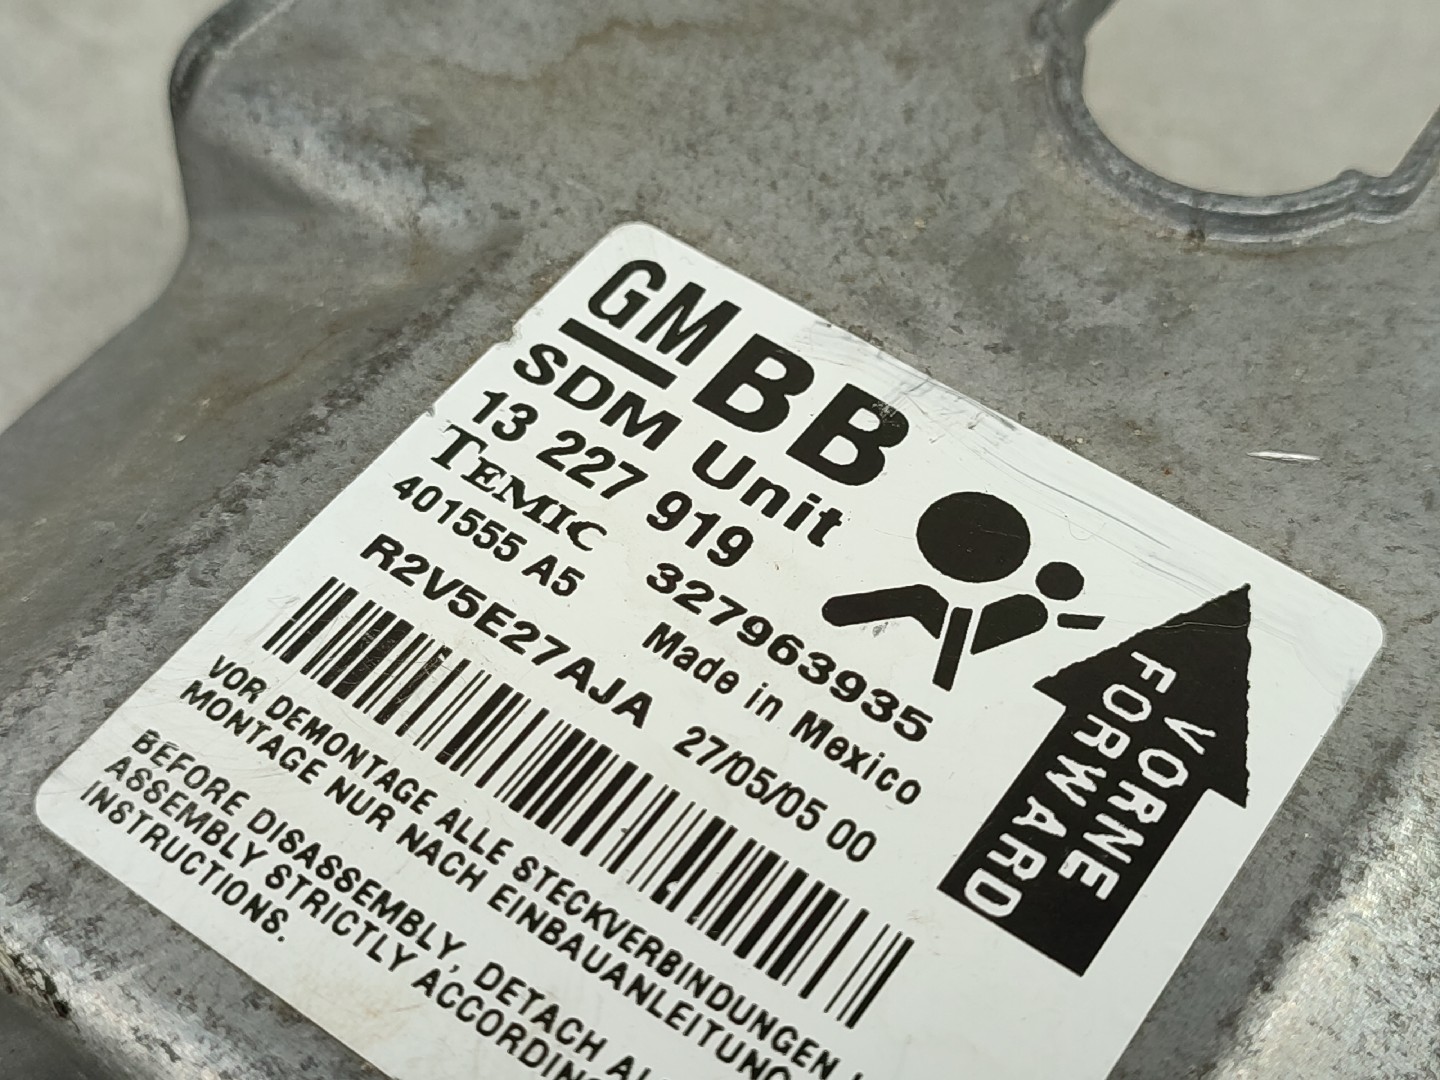 GM BB
SDM Unit
13 227 919
TEMIC 327963935
401555 A5 Made in Mexico
R2V5E27AJA 27/05/05 00
VOR DEMONTAGE ALLE STECKVERBINDUNGEN
MONTAGE NUR NACH EINBAUANLEITUNG
BEFORE DISASSEMBLY, DETACH
ASSEMBLY STRICTLY ACCORDING
INSTRUCTIONS.
VORNE
FORWARD